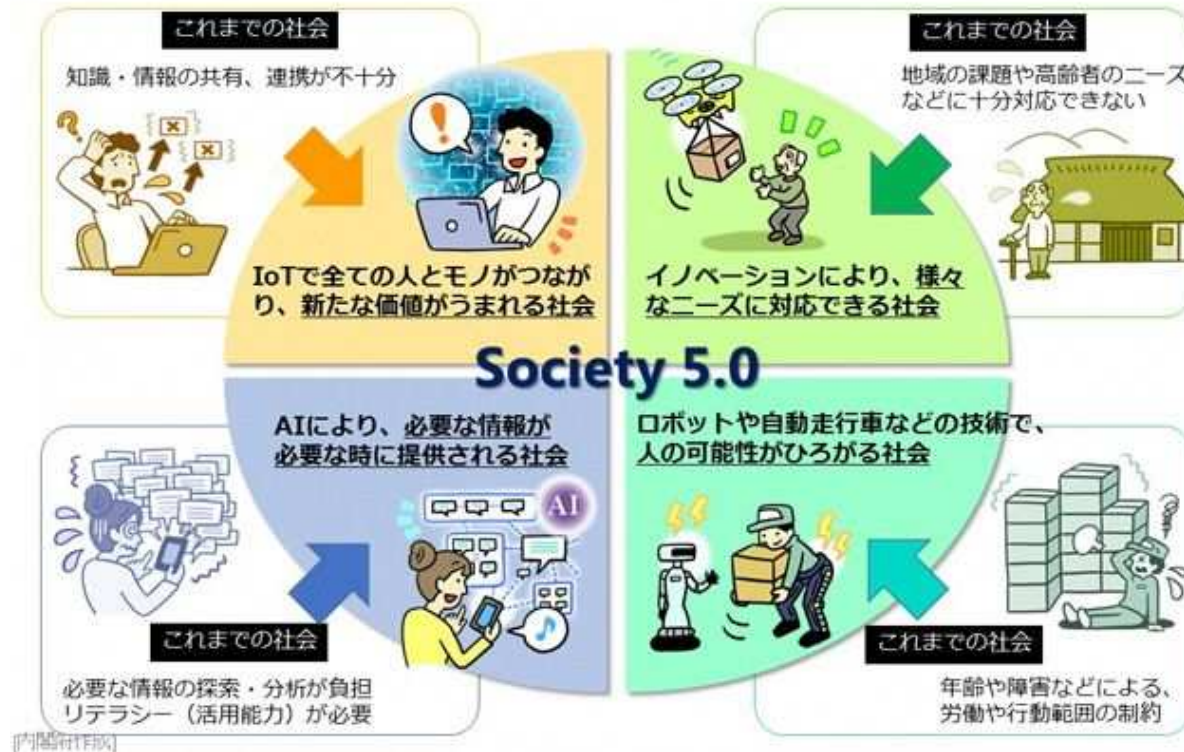 これまでの社会
知識・情報の共有、連携が不十分
IoTで全ての人とモノがつなが
り、新たな価値がうまれる社会
これまでの社会
地域の課題や高齢者のニーズ
などに十分対応できない
イノベーションにより、様々
なニーズに対応できる社会
Society 5.0
AIにより、必要な情報が
必要な時に提供される社会
AI
これまでの社会
必要な情報の探索・分析が負担
リテラシー（活用能力）が必要
ロボットや自動走行車などの技術で、
人の可能性がひろがる社会
これまでの社会
年齢や障害などによる、
労働や行動範囲の制約
[内閣府作成]